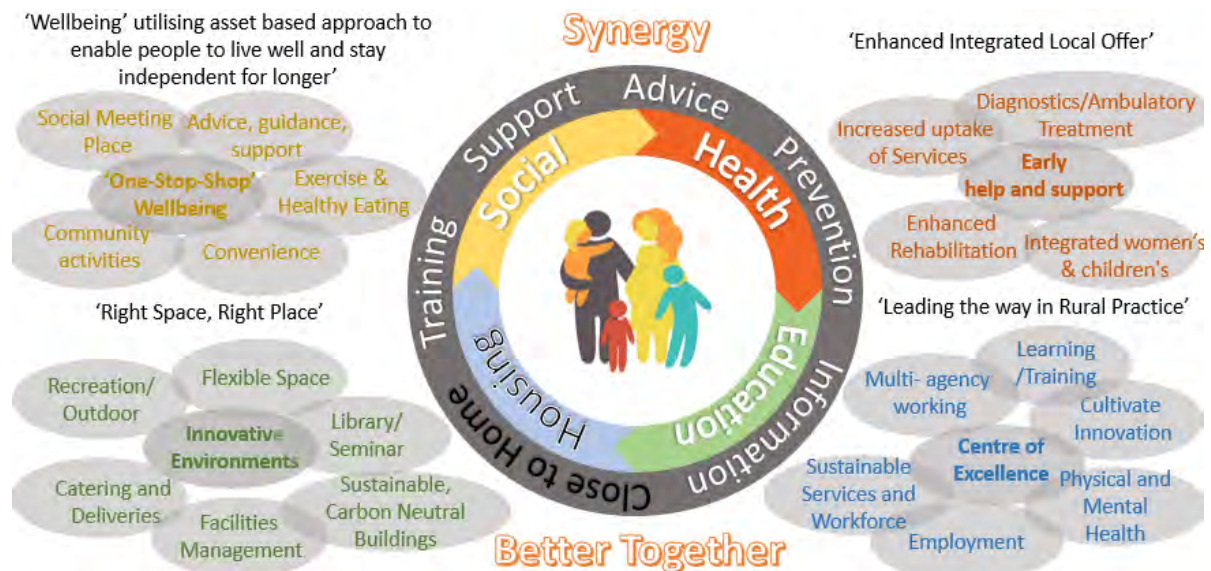 ‘Wellbeing’ utilising asset based approach to
enable people to live well and stay
independent for longer’
Social Meeting
Place
Advice, guidance,
support
‘One-Stop-Shop’
Wellbeing
Exercise &
Healthy Eating
Community
activities
Convenience
Synergy
‘Enhanced Integrated Local Offer’
Diagnostics/Ambulatory
Treatment
Increased uptake
of Services
Early
help and support
Enhanced
Rehabilitation
Integrated women's
& children's
Training
Support
Advice
Prevention
Information
Close to Home
Social
Health
Education
Housing
‘Right Space, Right Place’
Recreation/
Outdoor
Flexible Space
Innovative
Environments
Library/
Seminar
Catering and
Deliveries
Facilities
Management
Sustainable,
Carbon Neutral
Buildings
‘Leading the way in Rural Practice’
Learning
/Training
Multi- agency
working
Cultivate
Innovation
Centre of
Excellence
Sustainable
Services and
Workforce
Physical and
Mental
Health
Employment
Better Together